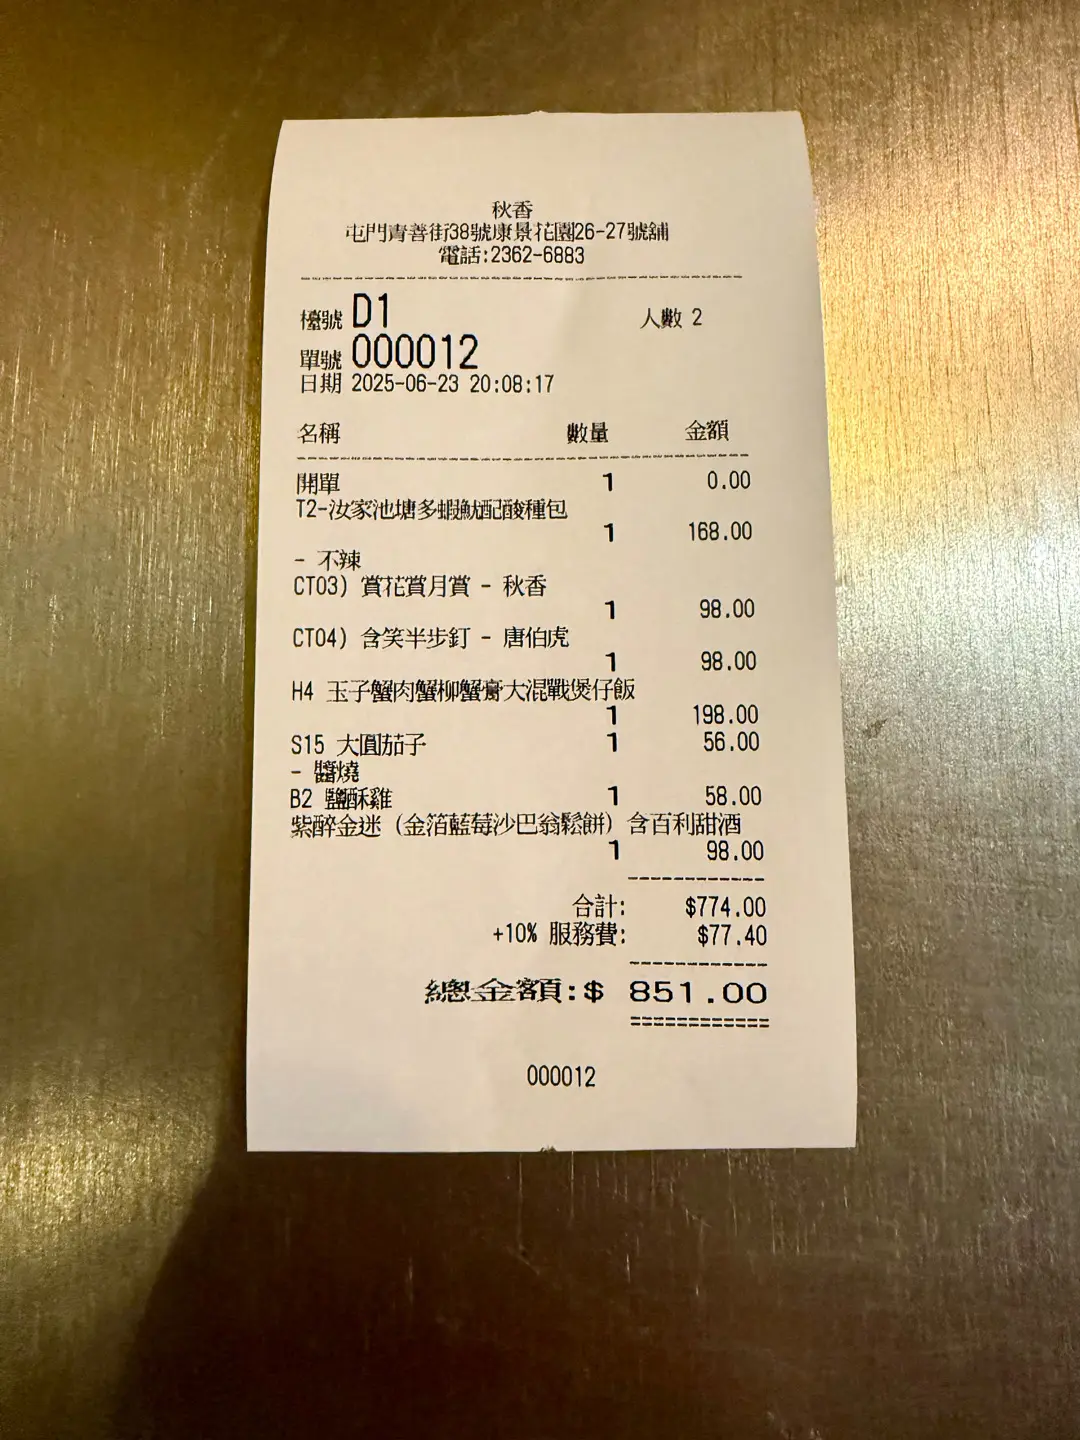 秋香
屯門青善街38號康景花園26-27號舖
電話:2362-6883
檯號 D1 人數 2
單號 000012
日期 2025-06-23 20:08:17
名稱 數量 金額
開單 1 0.00
T2-汝家池塘多蝦魷配酸種包
1 168.00
- 不辣
CT03) 賞花賞月賞 - 秋香
1 98.00
CT04) 含笑半步釘 - 唐伯虎
1 98.00
H4 玉子蟹肉蟹柳蟹膏大混戰煲仔飯
1 198.00
S15 大圓茄子 1 56.00
- 醬燒
B2 鹽酥雞 1 58.00
紫醉金迷 (金箔藍莓沙巴翁鬆餅) 含百利甜酒
1 98.00
合計: $774.00
+10% 服務費: $77.40
總金額:$ 851.00
000012